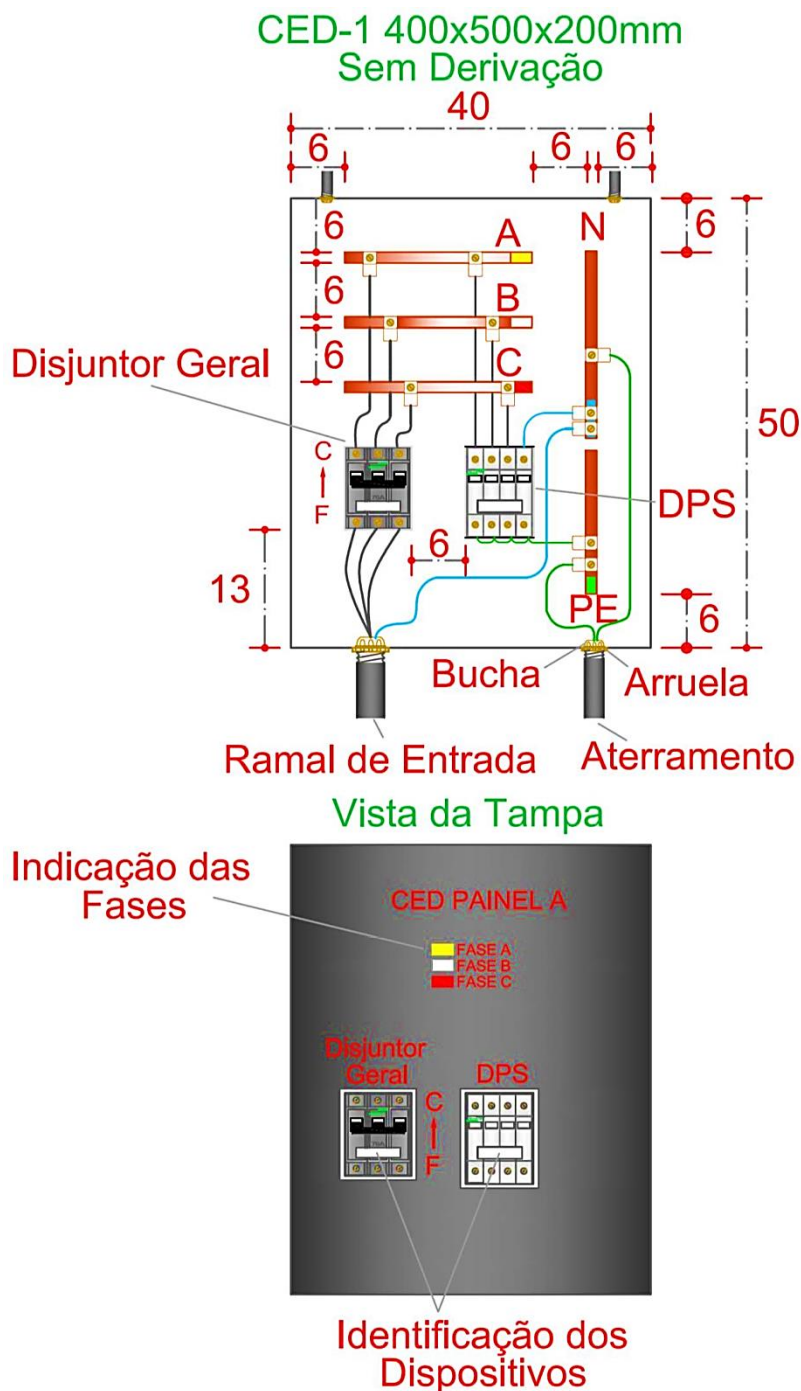 CED-1 400x500x200mm
Sem Derivação
40
6
6
6
6
A
N
6
6
B
6
C
Disjuntor Geral
50
C
F
DPS
6
13
PE
6
Bucha
Arruela
Ramal de Entrada
Aterramento
Vista da Tampa
Indicação das
Fases
CED PAINEL A
FASE A
FASE B
FASE C
Disjuntor
Geral
DPS
C
F
Identificação dos
Dispositivos